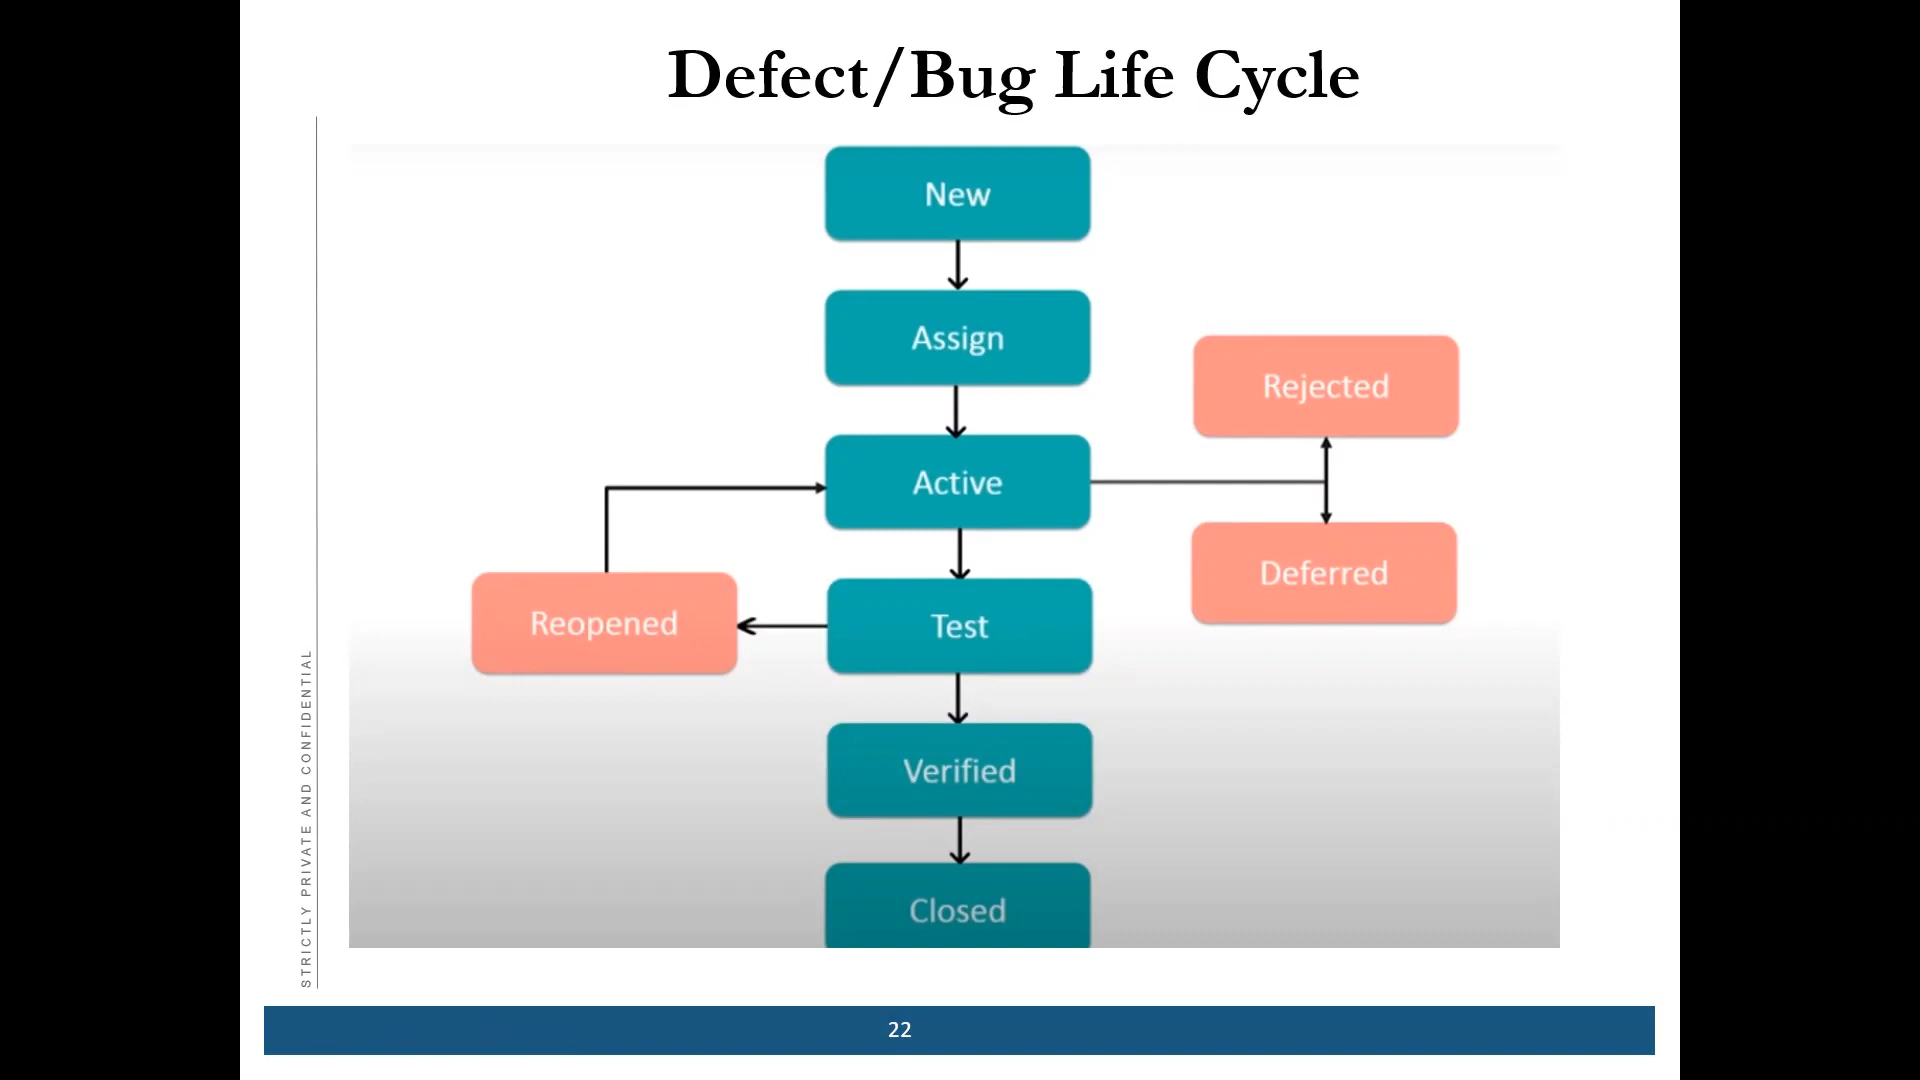 Defect/Bug Life Cycle
New
Assign
Rejected
Active
Deferred
Reopened
Test
Verified
Closed
STRICTLY PRIVATE AND CONFIDENTIAL
22